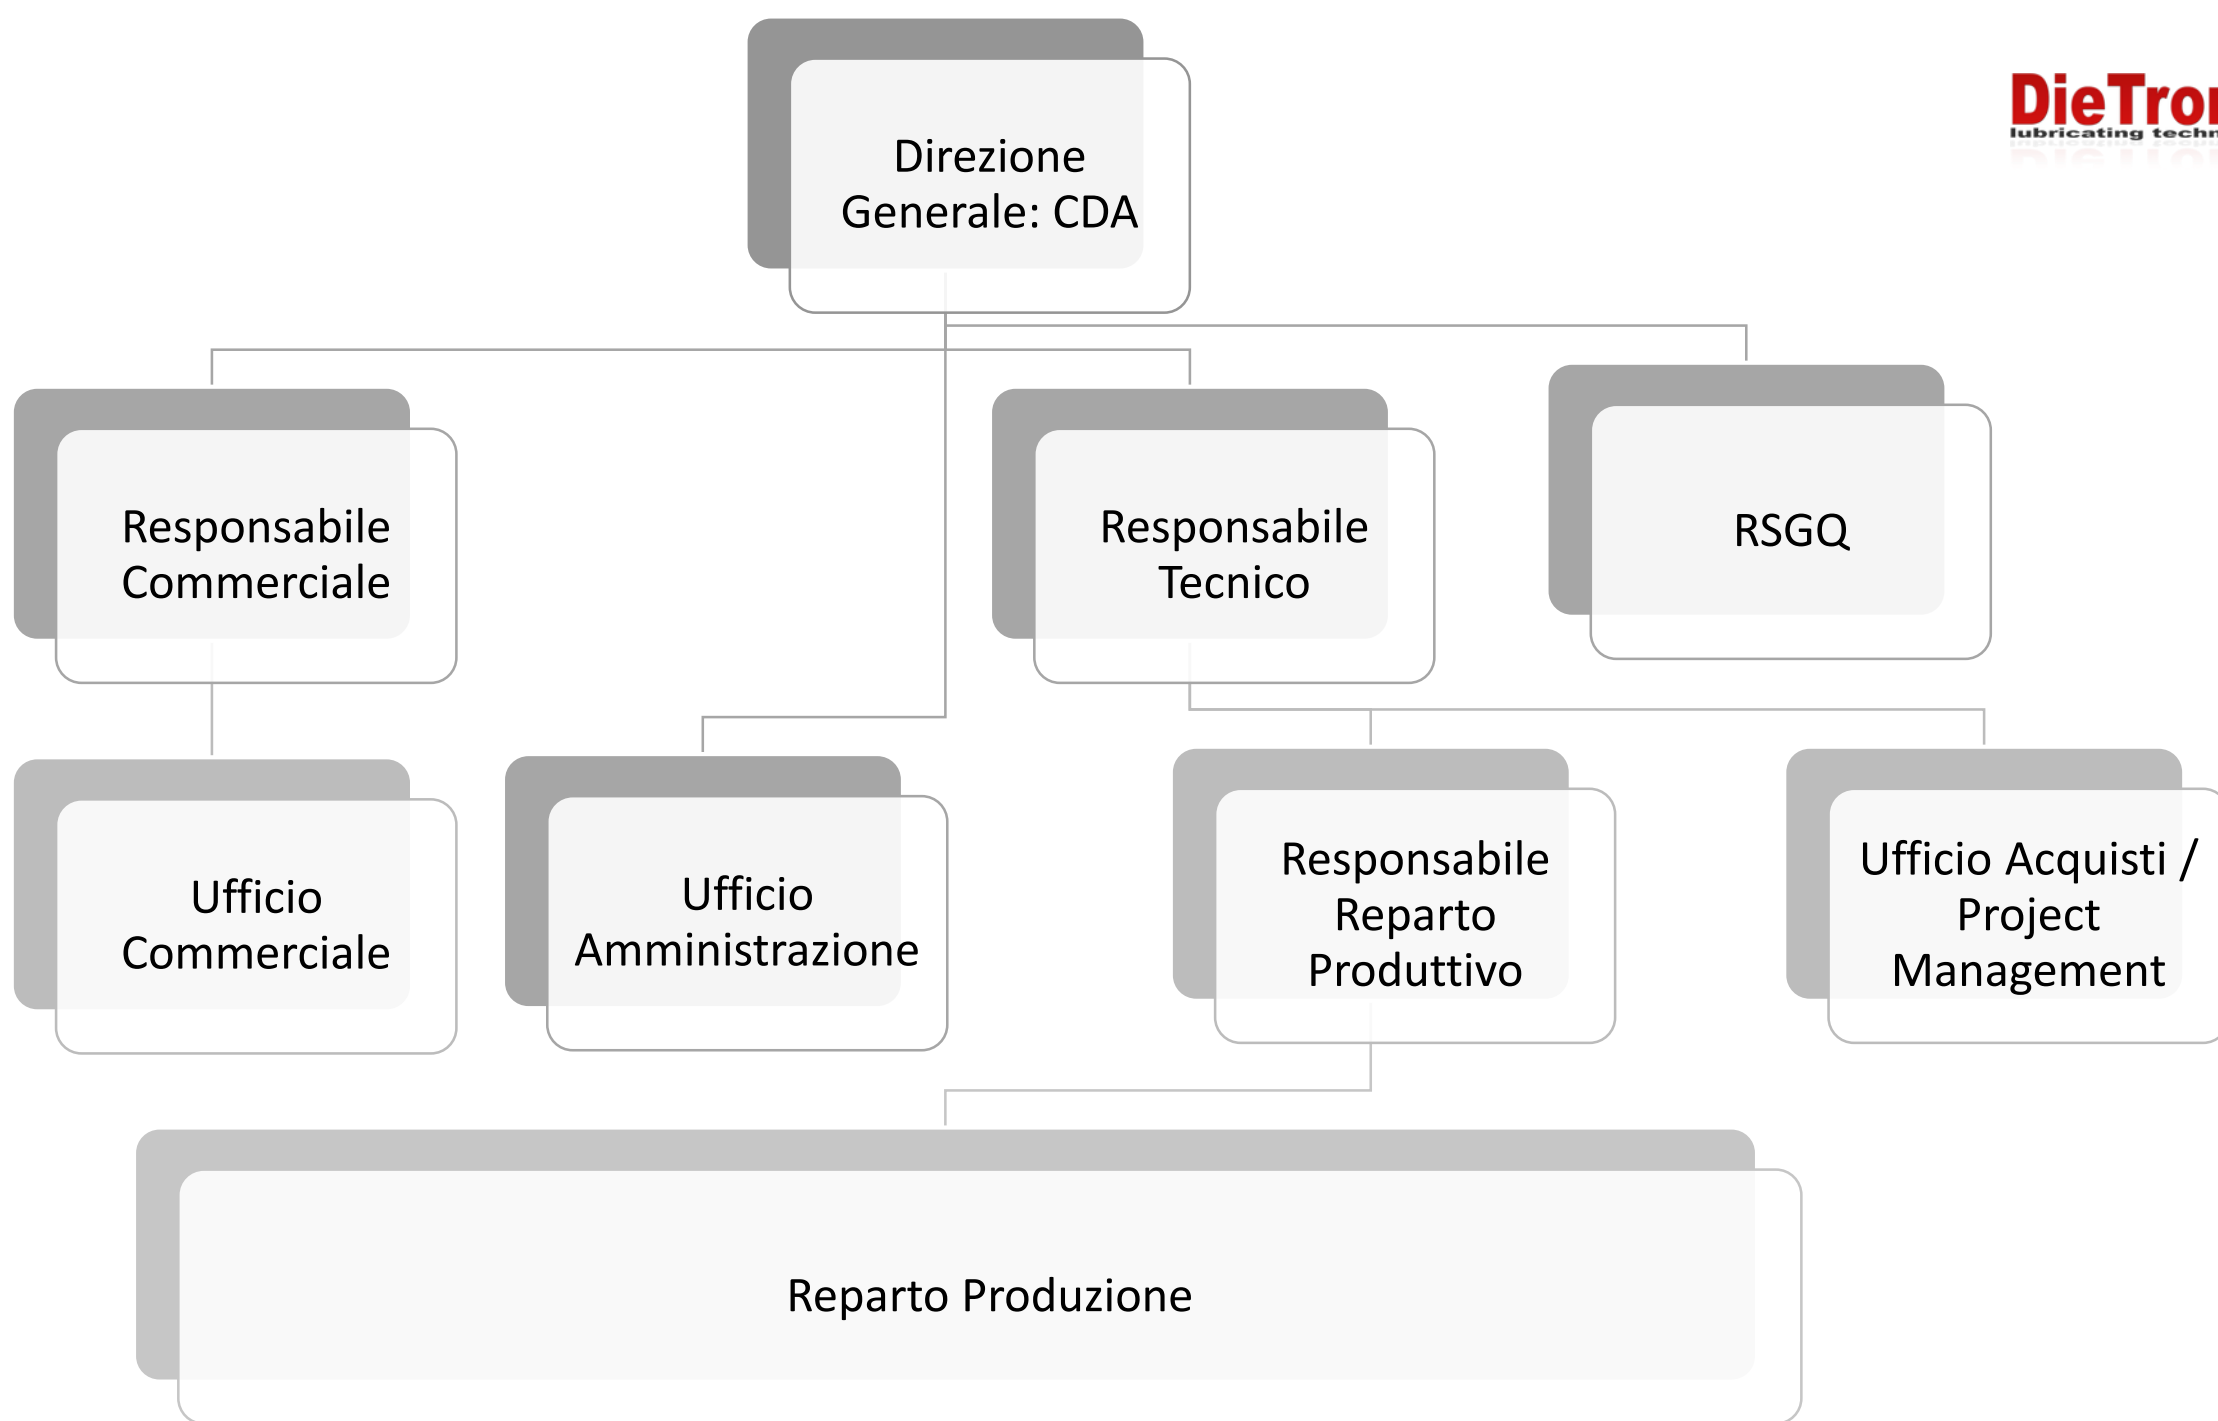 Direzione
Generale: CDA
Responsabile
Commerciale
Responsabile
Tecnico
RSGQ
Ufficio
Commerciale
Ufficio
Amministrazione
Responsabile
Reparto
Produttivo
Ufficio Acquisti /
Project
Management
Reparto Produzione
lubricating